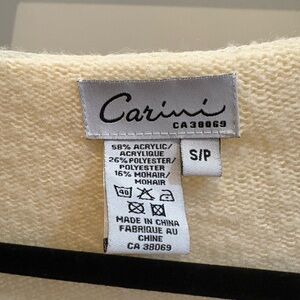 Carini
CA 38069
S/P
58% ACRYLIC/
ACRYLIQUE
26% POLYESTER/
POLYESTER
16% MOHAIR/
MOHAIR
40
MADE IN CHINA
FABRIQUE AU
CHINE
CA 38069